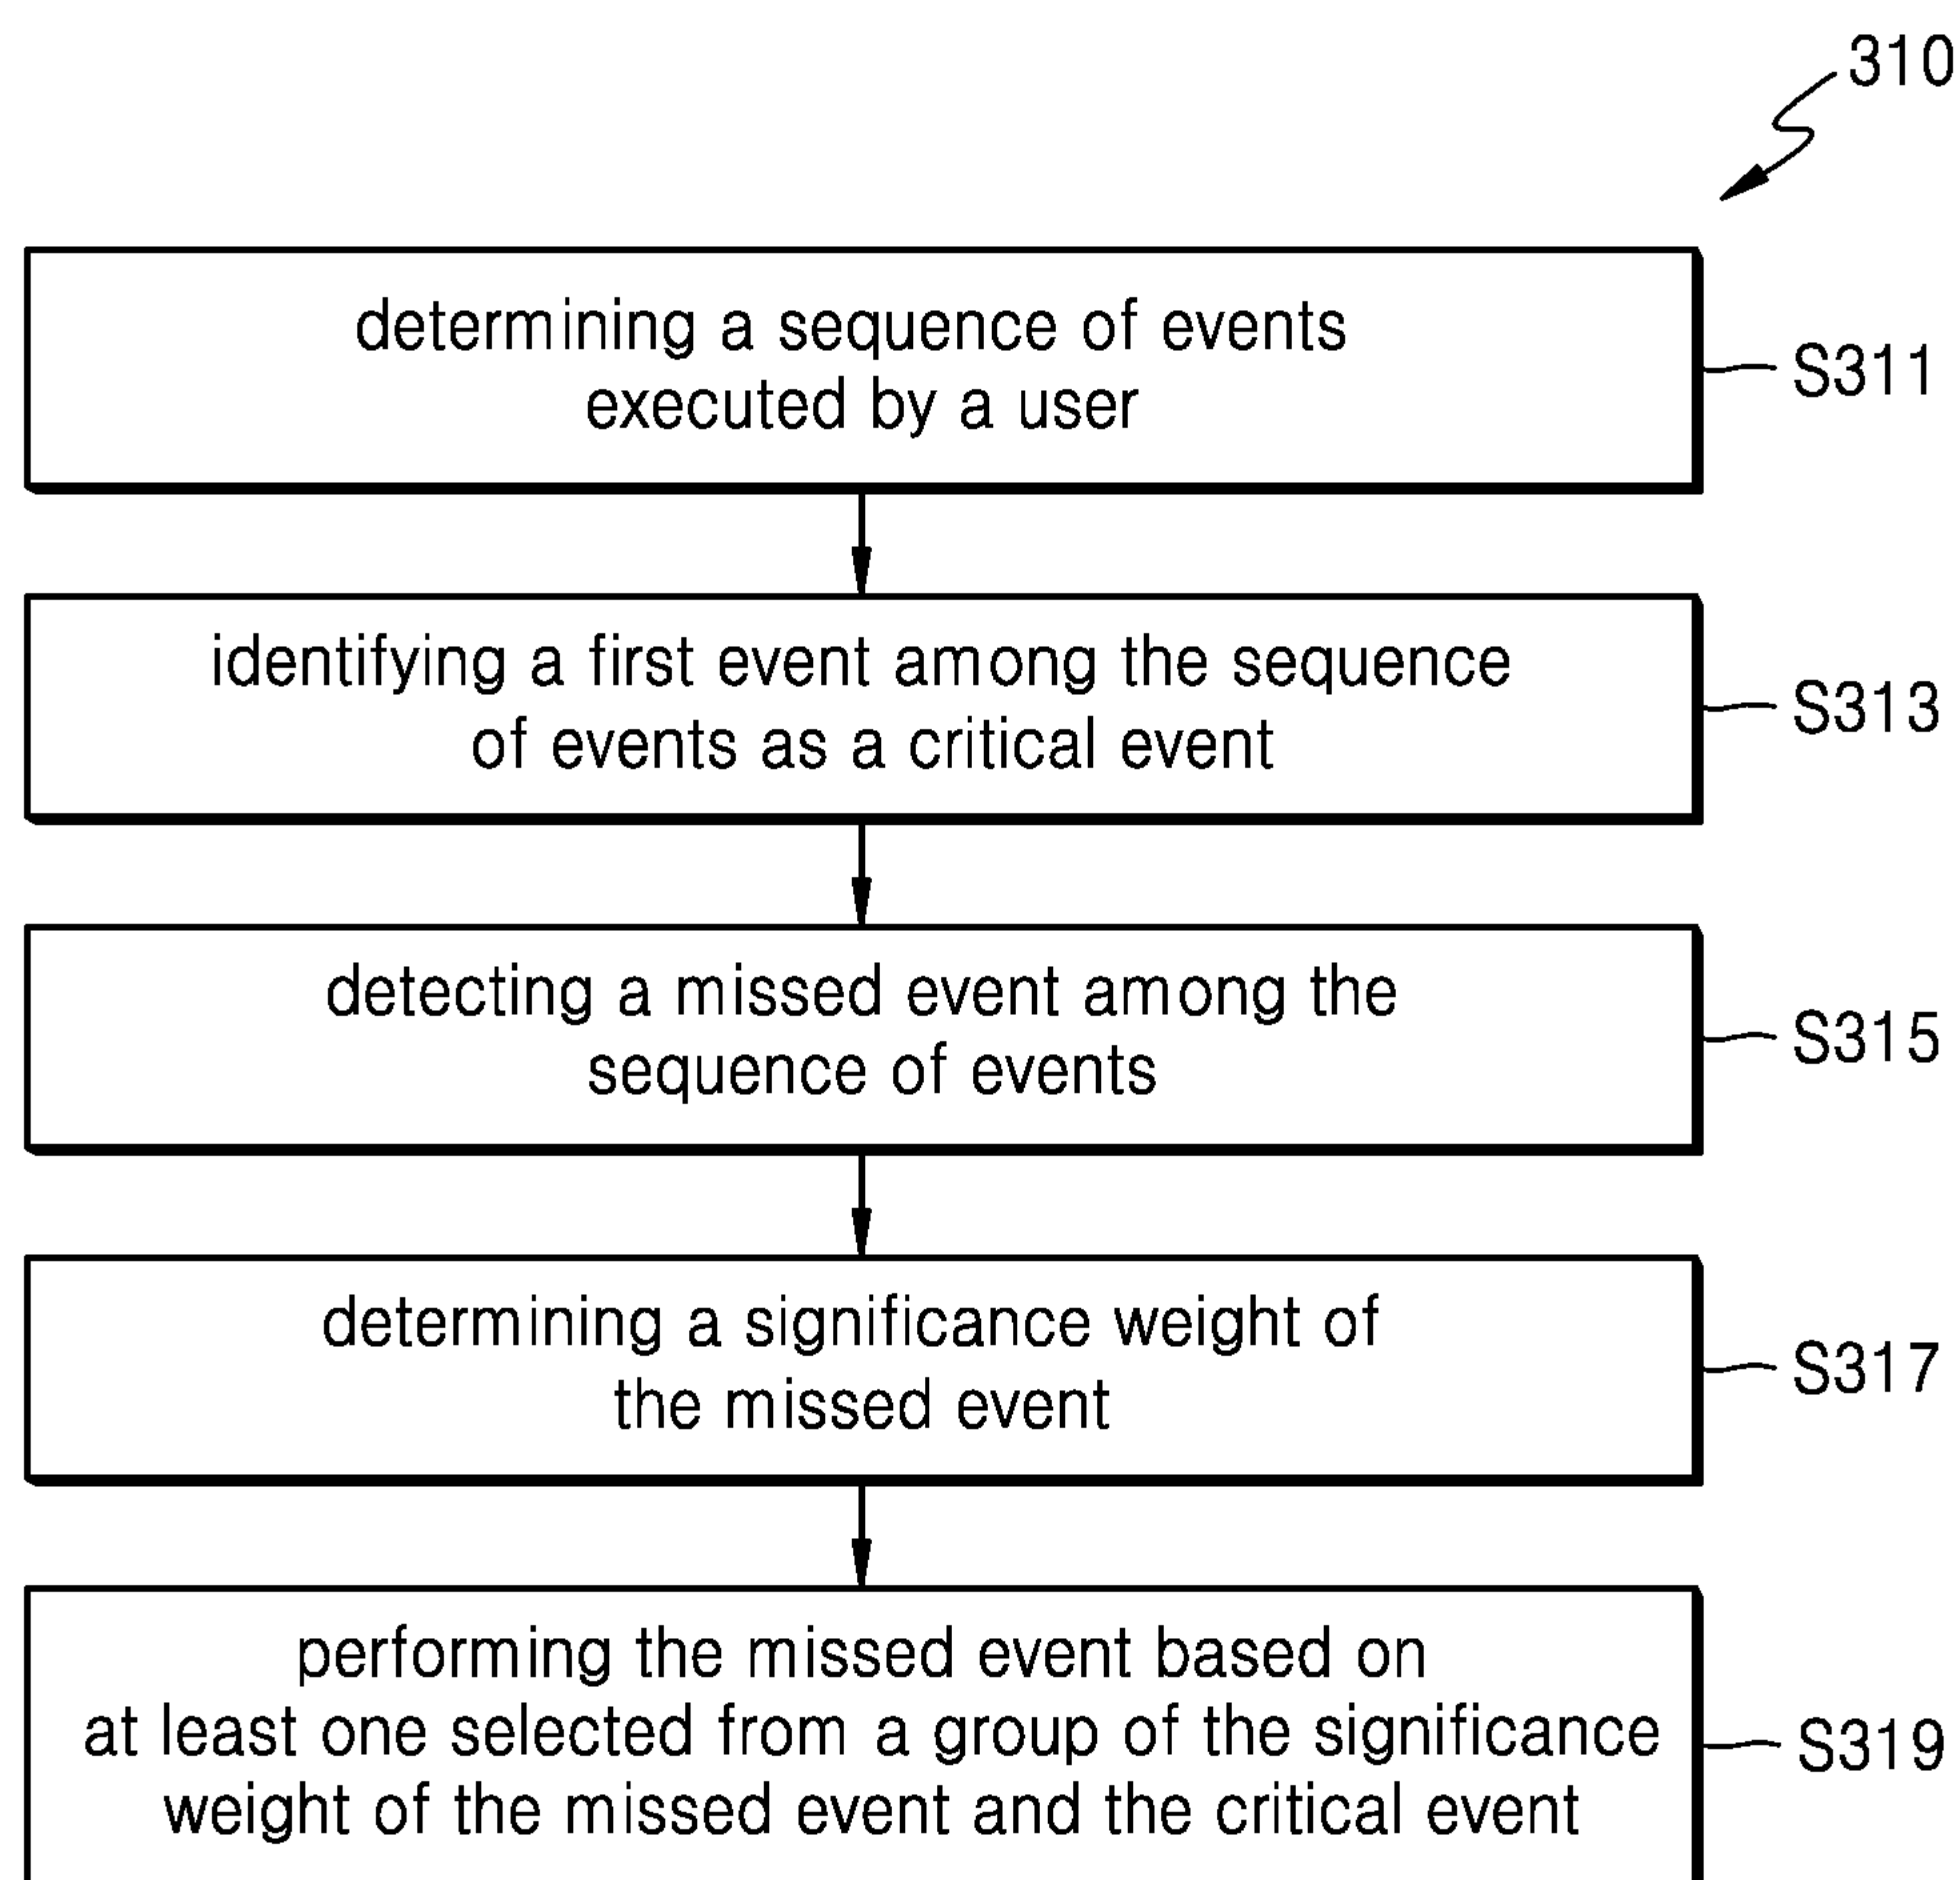 310
determining a sequence of events
executed by a user
S311
identifying a first event among the sequence
of events as a critical event
S313
detecting a missed event among the
sequence of events
S315
determining a significance weight of
the missed event
S317
performing the missed event based on
at least one selected from a group of the significance
weight of the missed event and the critical event
S319